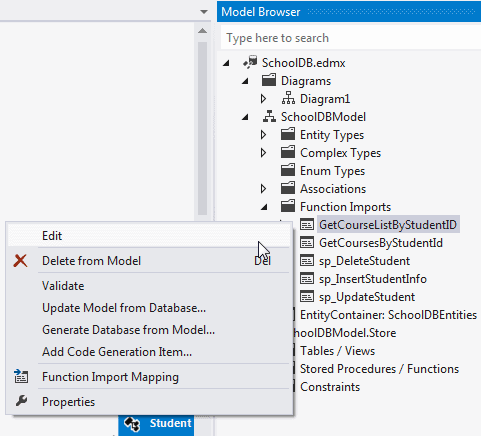 Model Browser
Type here to search
SchoolDB.edmx
Diagrams
Diagram1
SchoolDBModel
Entity Types
Complex Types
Enum Types
Associations
Function Imports
GetCourseListByStudentID
GetCoursesByStudentId
sp_DeleteStudent
sp_InsertStudentInfo
sp_UpdateStudent
EntityContainer: SchoolDBEntities
hoolDBModel.Store
Tables / Views
Stored Procedures / Functions
Constraints
Edit
Delete from Model Del
Validate
Update Model from Database...
Generate Database from Model...
Add Code Generation Item...
Function Import Mapping
Properties
Student